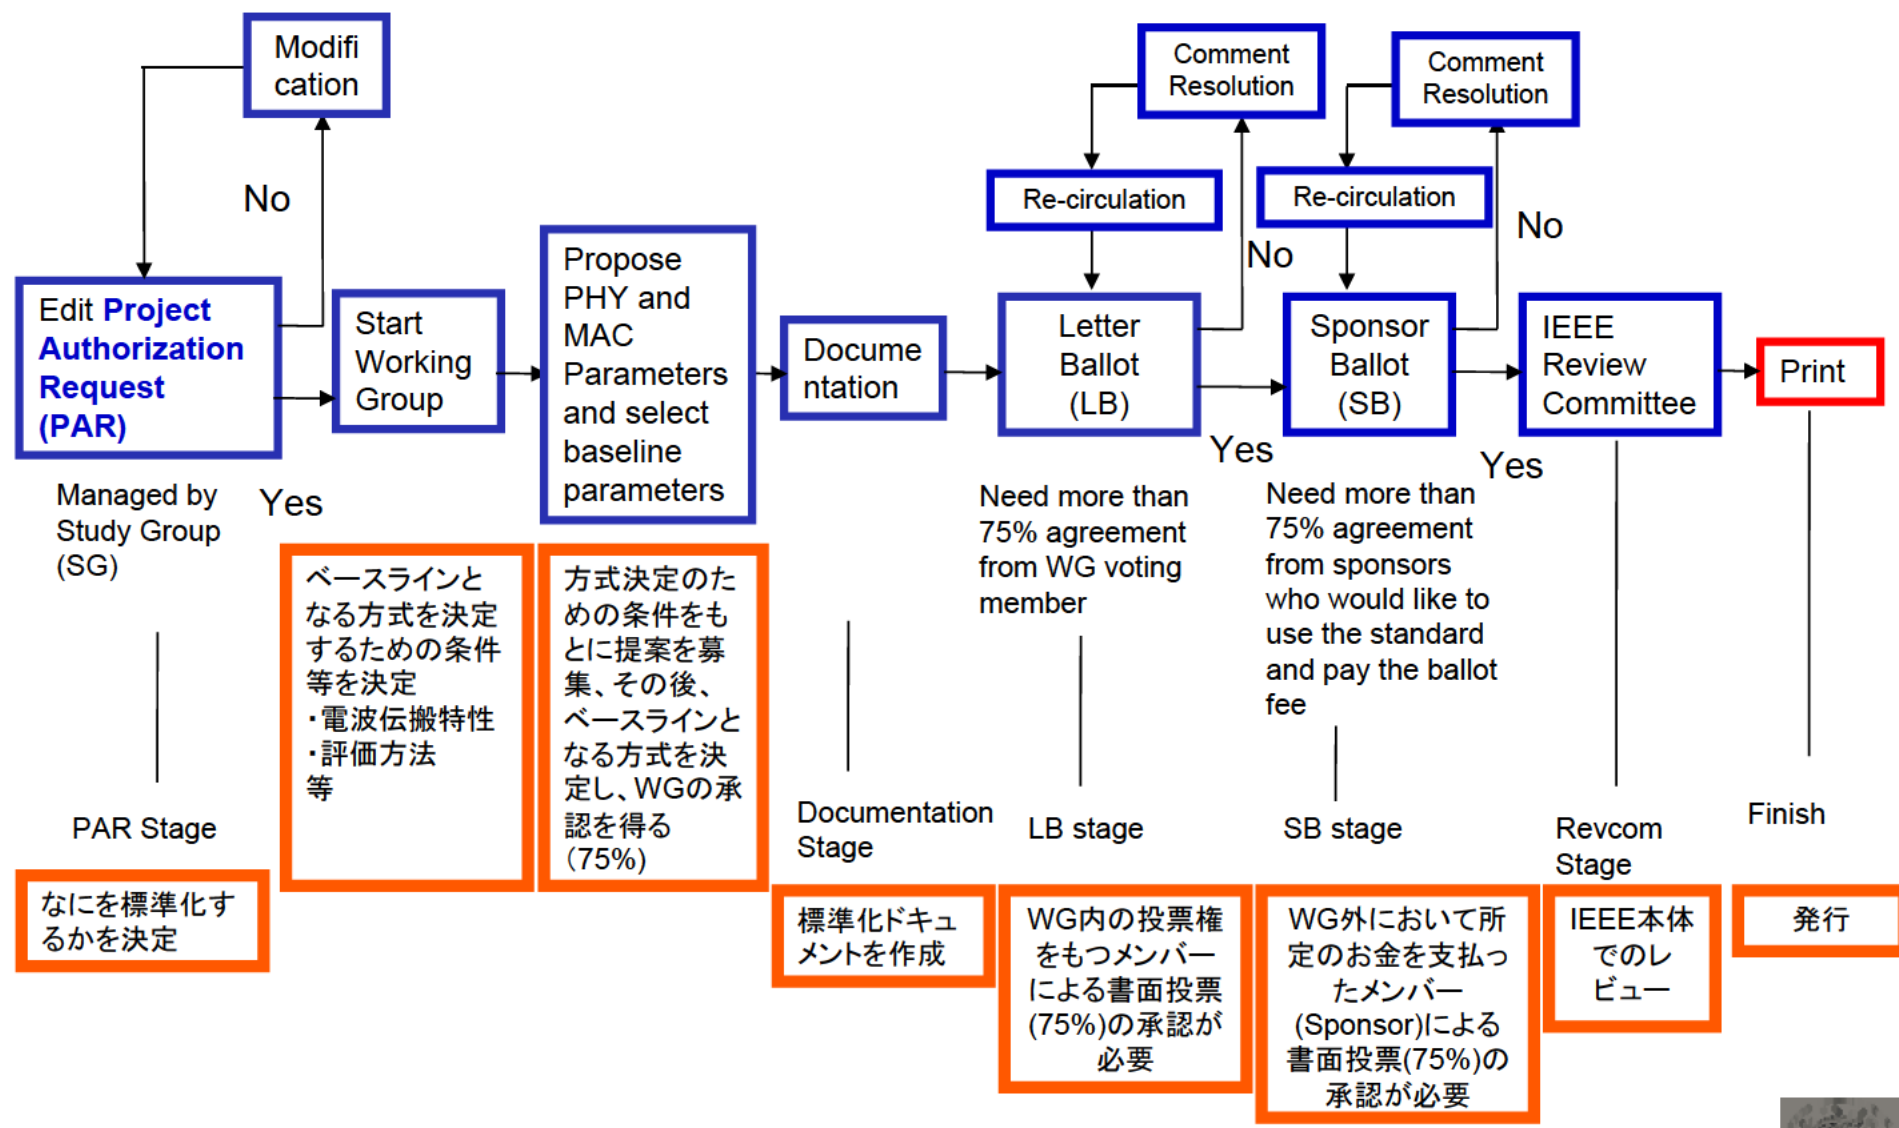 Modifi
cation
Comment
Resolution
Comment
Resolution
No
Re-circulation
Re-circulation
No
No
Edit Project
Authorization
Request
(PAR)
Start
Working
Group
Propose
PHY and
MAC
Parameters
and select
baseline
parameters
Docume
ntation
Letter
Ballot
(LB)
Sponsor
Ballot
(SB)
IEEE
Review
Committee
Print
Yes
Yes
Yes
Managed by
Study Group
(SG)
Need more than
75% agreement
from WG voting
member
Need more than
75% agreement
from sponsors
who would like to
use the standard
and pay the ballot
fee
ベースラインと
なる方式を決定
するための条件
等を決定
・電波伝搬特性
・評価方法
等
方式決定のた
めの条件をも
とに提案を募
集、その後、
ベースラインと
なる方式を決
定し、WGの承
認を得る
(75%)
PAR Stage
Documentation
Stage
LB stage
SB stage
Revcom
Stage
Finish
なにを標準化す
るかを決定
標準化ドキュ
メントを作成
WG内の投票権
をもつメンバー
による書面投票
(75%)の承認が
必要
WG外において所
定のお金を支払っ
たメンバー
(Sponsor)による
書面投票(75%)の
承認が必要
IEEE本体
でのレ
ビュー
発行